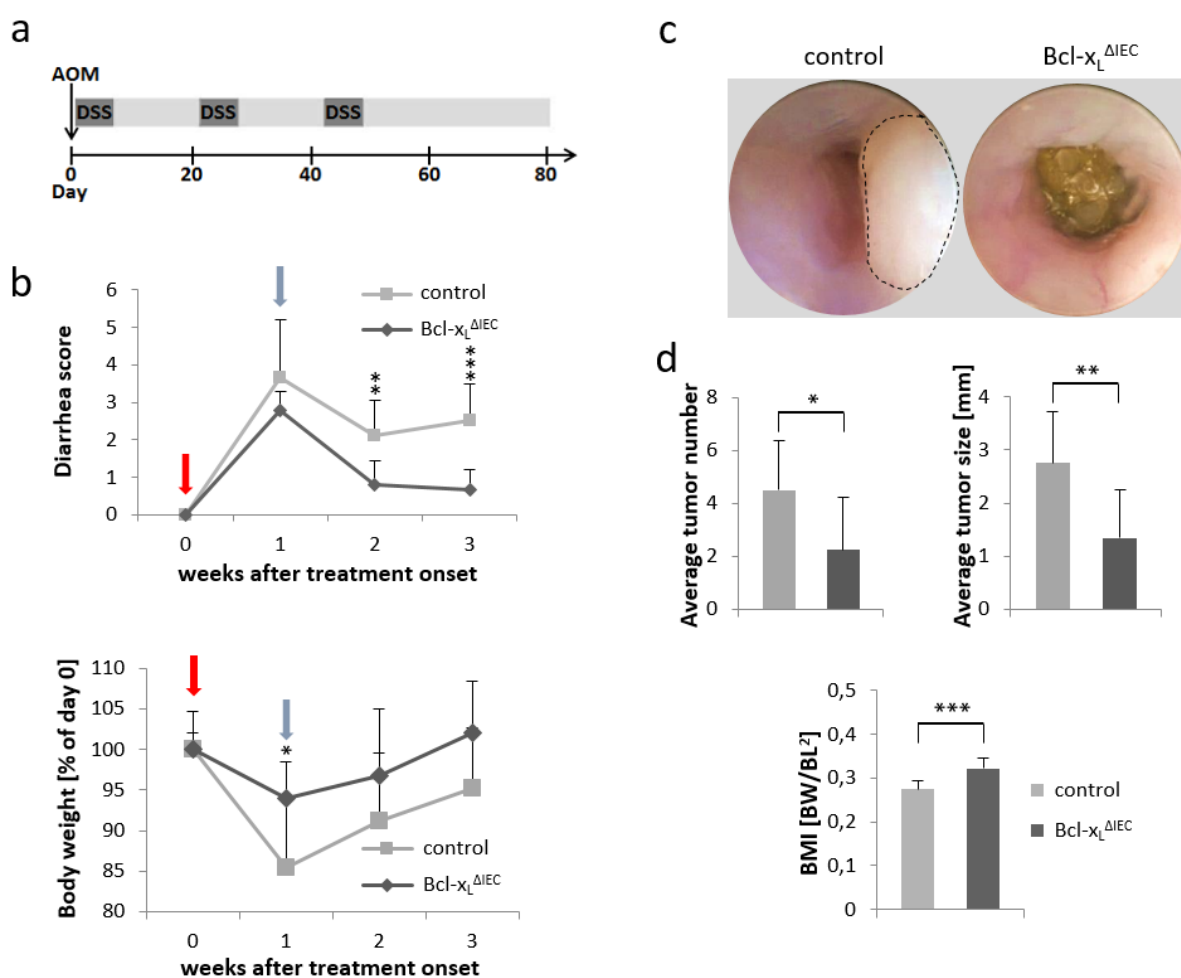 a
AOM
DSS DSS DSS
0 20 40 60 80
Day
b
6
5
4
3
2
1
0
Diarrhea score
control
Bcl-x_L^ΔIEC
**
***
0 1 2 3
weeks after treatment onset
110
105
100
95
90
85
80
Body weight [% of day 0]
*
control
Bcl-x_L^ΔIEC
0 1 2 3
weeks after treatment onset
c
control Bcl-x_L^ΔIEC
d
Average tumor number
8
6
4
2
0
*
Average tumor size [mm]
4
3
2
1
0
**
BMI [BW/BL²]
0,5
0,4
0,3
0,2
0,1
0
***
control
Bcl-x_L^ΔIEC